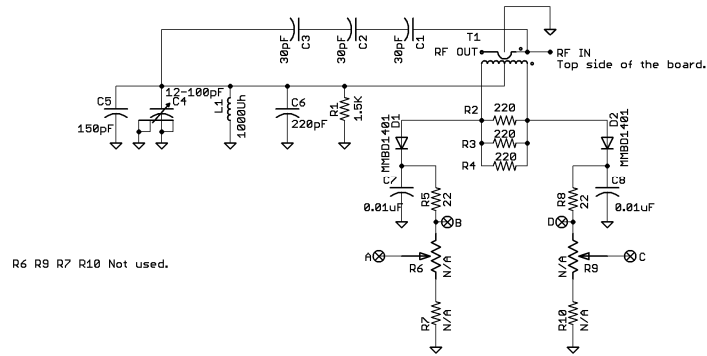 30pF C3
30pF C2
30pF C1
T1
RF OUT
RF IN
Top side of the board.
12-100pF
C4
C5
150pF
L1
1000Uh
C6
220pF
R1
1.5K
R2 220
R3 220
R4 220
D1
MMBD1401
D2
MMBD1401
C7
0.01uF
R5
22
B
R8
22
D
C8
0.01uF
A
R6
N/A
N/A
R9
C
R6 R9 R7 R10 Not used.
R7
N/A
R10
N/A